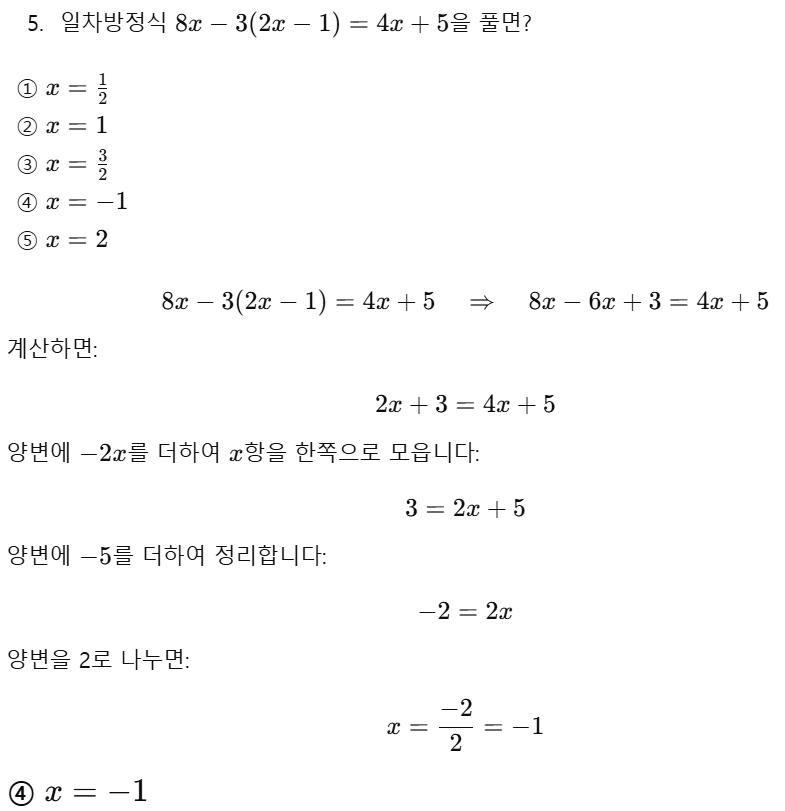 5. 일차방정식 8x − 3(2x − 1) = 4x + 5을 풀면?
① x = 1/2
② x = 1
③ x = 3/2
④ x = −1
⑤ x = 2
8x − 3(2x − 1) = 4x + 5 ⇒ 8x − 6x + 3 = 4x + 5
계산하면:
2x + 3 = 4x + 5
양변에 −2x를 더하여 x항을 한쪽으로 모읍니다:
3 = 2x + 5
양변에 −5를 더하여 정리합니다:
−2 = 2x
양변을 2로 나누면:
x = −2/2 = −1
④ x = −1